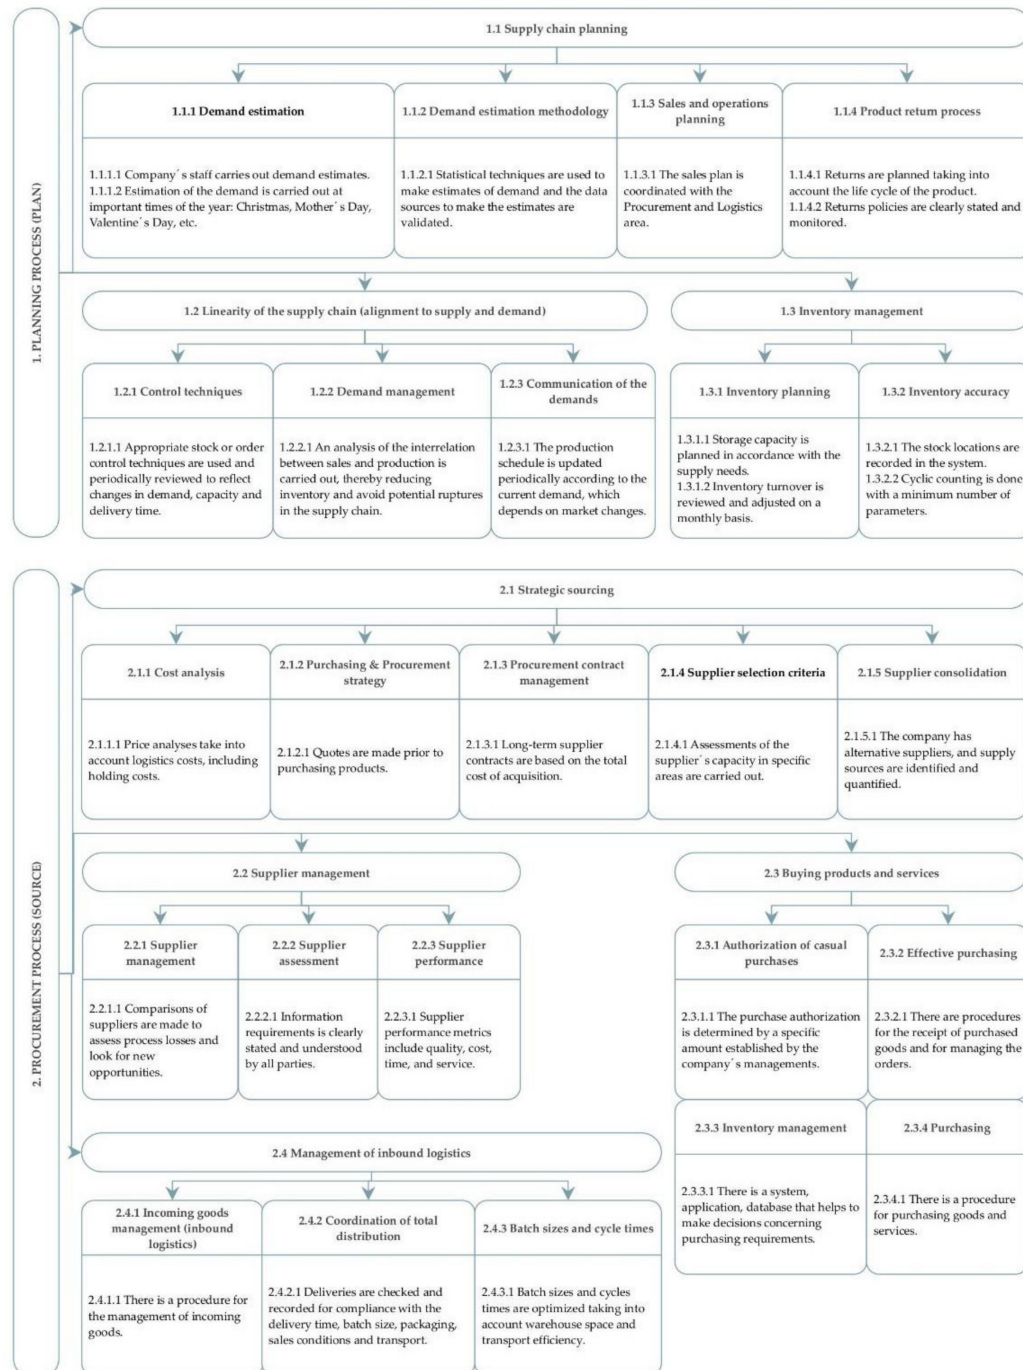 1. PLANNING PROCESS (PLAN)
1.1 Supply chain planning
1.1.1 Demand estimation
1.1.1.1 Company´s staff carries out demand estimates.
1.1.1.2 Estimation of the demand is carried out at
important times of the year: Christmas, Mother´s Day,
Valentine´s Day, etc.
1.1.2 Demand estimation methodology
1.1.2.1 Statistical techniques are used to
make estimates of demand and the data
sources to make the estimates are
validated.
1.1.3 Sales and operations
planning
1.1.3.1 The sales plan is
coordinated with the
Procurement and Logistics
area.
1.1.4 Product return process
1.1.4.1 Returns are planned taking into
account the life cycle of the product.
1.1.4.2 Returns policies are clearly stated and
monitored.
1.2 Linearity of the supply chain (alignment to supply and demand)
1.2.1 Control techniques
1.2.1.1 Appropriate stock or order
control techniques are used and
periodically reviewed to reflect
changes in demand, capacity and
delivery time.
1.2.2 Demand management
1.2.2.1 An analysis of the interrelation
between sales and production is
carried out, thereby reducing
inventory and avoid potential ruptures
in the supply chain.
1.2.3 Communication of the
demands
1.2.3.1 The production
schedule is updated
periodically according to the
current demand, which
depends on market changes.
1.3 Inventory management
1.3.1 Inventory planning
1.3.1.1 Storage capacity is
planned in accordance with the
supply needs.
1.3.1.2 Inventory turnover is
reviewed and adjusted on a
monthly basis.
1.3.2 Inventory accuracy
1.3.2.1 The stock locations are
recorded in the system.
1.3.2.2 Cyclic counting is done
with a minimum number of
parameters.
2. PROCUREMENT PROCESS (SOURCE)
2.1 Strategic sourcing
2.1.1 Cost analysis
2.1.1.1 Price analyses take into
account logistics costs, including
holding costs.
2.1.2 Purchasing & Procurement
strategy
2.1.2.1 Quotes are made prior to
purchasing products.
2.1.3 Procurement contract
management
2.1.3.1 Long-term supplier
contracts are based on the total
cost of acquisition.
2.1.4 Supplier selection criteria
2.1.4.1 Assessments of the
supplier´s capacity in specific
areas are carried out.
2.1.5 Supplier consolidation
2.1.5.1 The company has
alternative suppliers, and supply
sources are identified and
quantified.
2.2 Supplier management
2.2.1 Supplier
management
2.2.1.1 Comparisons of
suppliers are made to
assess process losses and
look for new
opportunities.
2.2.2 Supplier
assessment
2.2.2.1 Information
requirements is clearly
stated and understood
by all parties.
2.2.3 Supplier
performance
2.2.3.1 Supplier
performance metrics
include quality, cost,
time, and service.
2.3 Buying products and services
2.3.1 Authorization of casual
purchases
2.3.1.1 The purchase authorization
is determined by a specific
amount established by the
company´s managements.
2.3.2 Effective purchasing
2.3.2.1 There are procedures
for the receipt of purchased
goods and for managing the
orders.
2.3.3 Inventory management
2.3.3.1 There is a system,
application, database that helps to
make decisions concerning
purchasing requirements.
2.3.4 Purchasing
2.3.4.1 There is a procedure
for purchasing goods and
services.
2.4 Management of inbound logistics
2.4.1 Incoming goods
management (inbound
logistics)
2.4.1.1 There is a procedure for
the management of incoming
goods.
2.4.2 Coordination of total
distribution
2.4.2.1 Deliveries are checked and
recorded for compliance with the
delivery time, batch size, packaging,
sales conditions and transport.
2.4.3 Batch sizes and cycle times
2.4.3.1 Batch sizes and cycles
times are optimized taking into
account warehouse space and
transport efficiency.